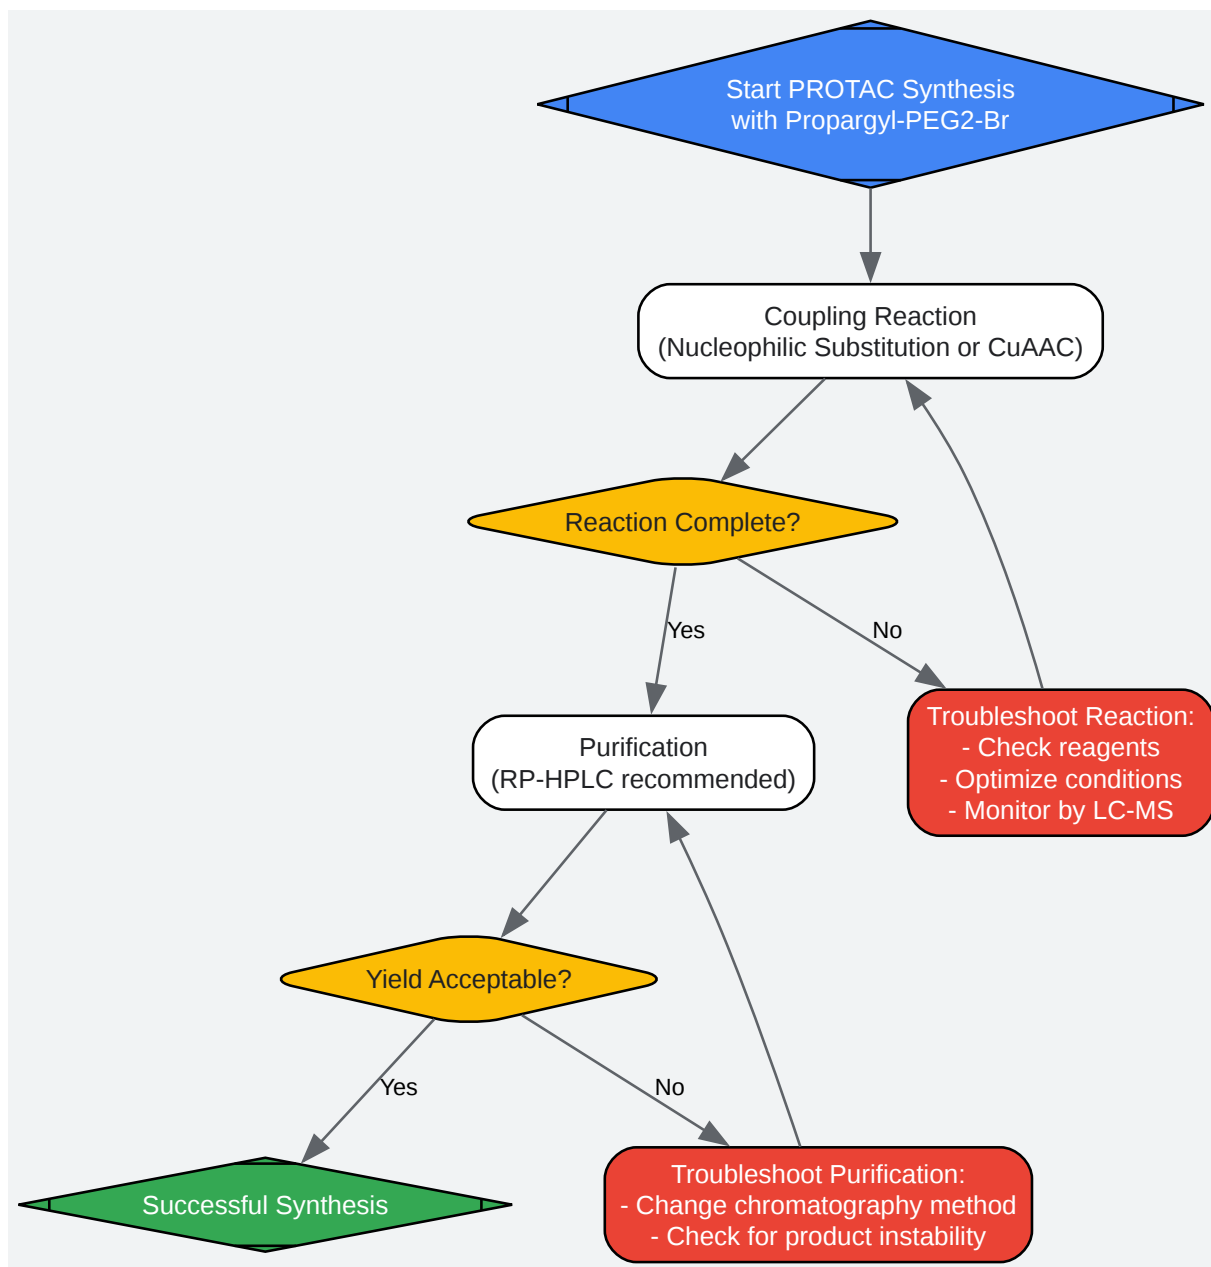 Start PROTAC Synthesis
with Propargyl-PEG2-Br
Coupling Reaction
(Nucleophilic Substitution or CuAAC)
Reaction Complete?
Yes
No
Troubleshoot Reaction:
- Check reagents
- Optimize conditions
- Monitor by LC-MS
Purification
(RP-HPLC recommended)
Yield Acceptable?
Yes
No
Successful Synthesis
Troubleshoot Purification:
- Change chromatography method
- Check for product instability